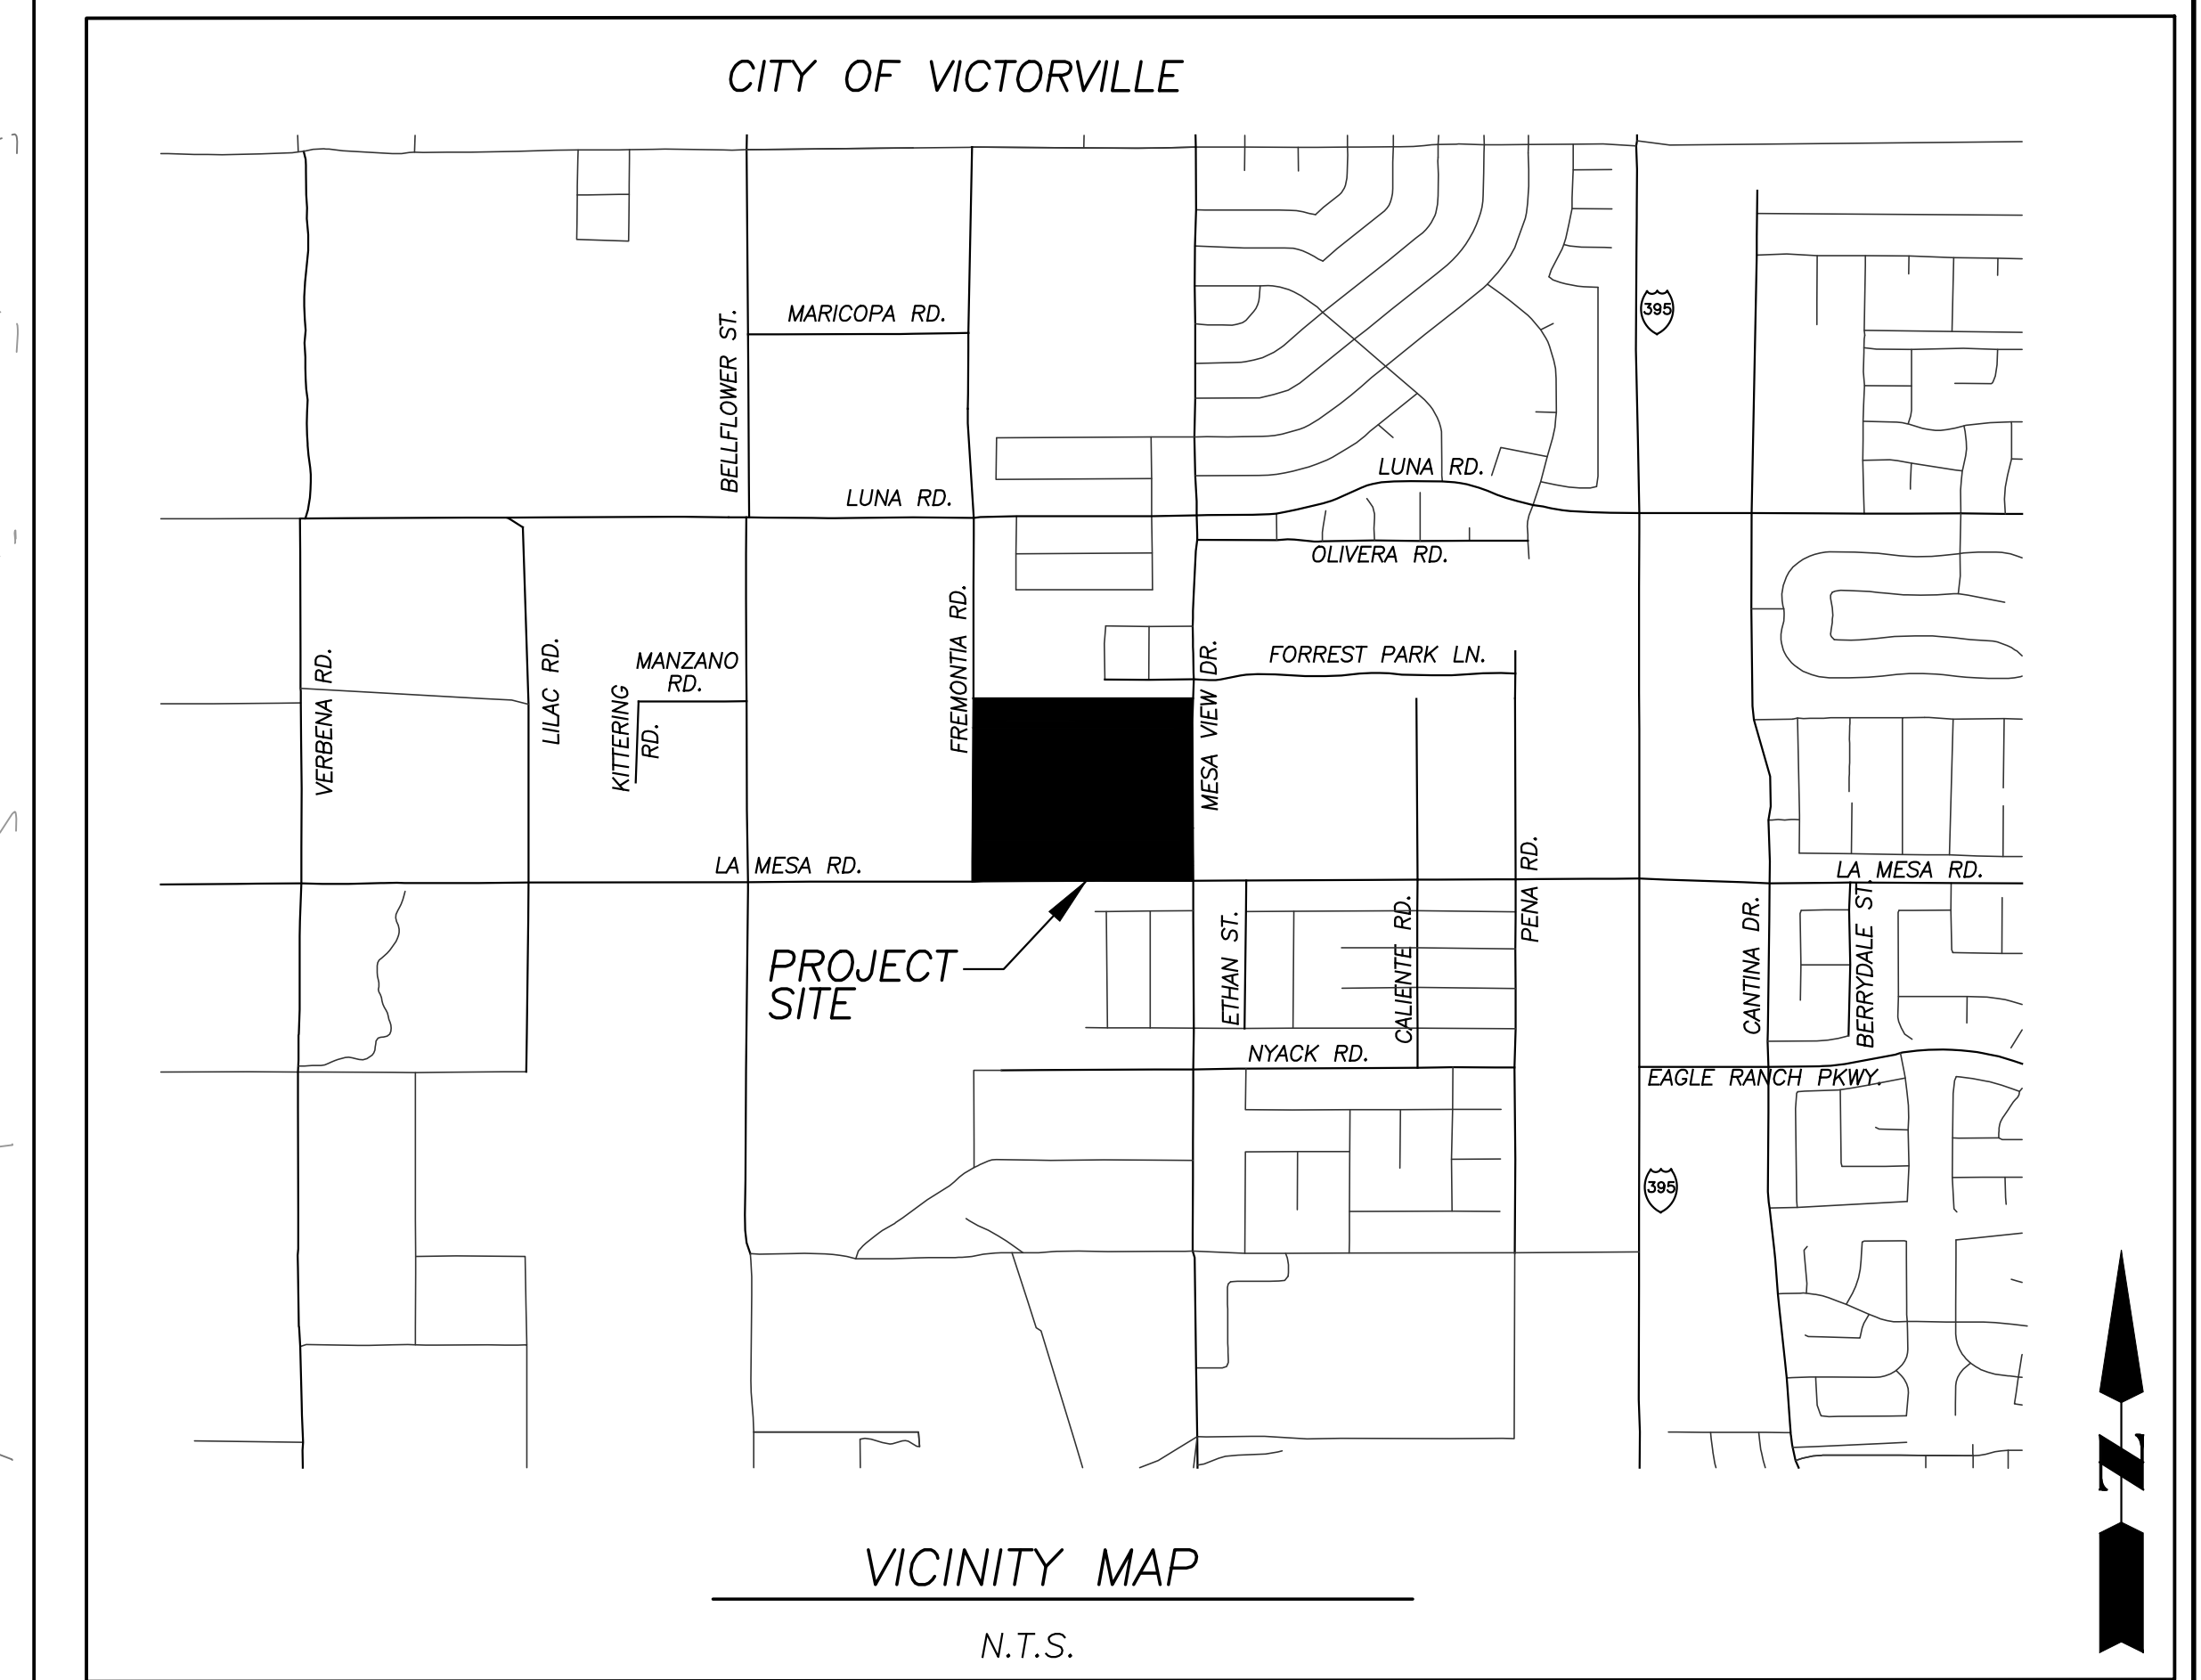 CITY OF VICTORVILLE
BELLFLOWER ST.
MARICOPA RD.
395
LUNA RD.
LUNA RD.
OLIVERA RD.
VERBENA RD.
LILAC RD.
KITTERING
RD.
MANZANO
RD.
FREMONTIA RD.
MESA VIEW DR.
FORREST PARK LN.
LA MESA RD.
PENA RD.
LA MESA RD.
PROJECT
SITE
ETHAN ST.
CALIENTE RD.
CANTINA DR.
BERRYDALE ST.
NYACK RD.
EAGLE RANCH PKWY.
395
N
VICINITY MAP
N.T.S.